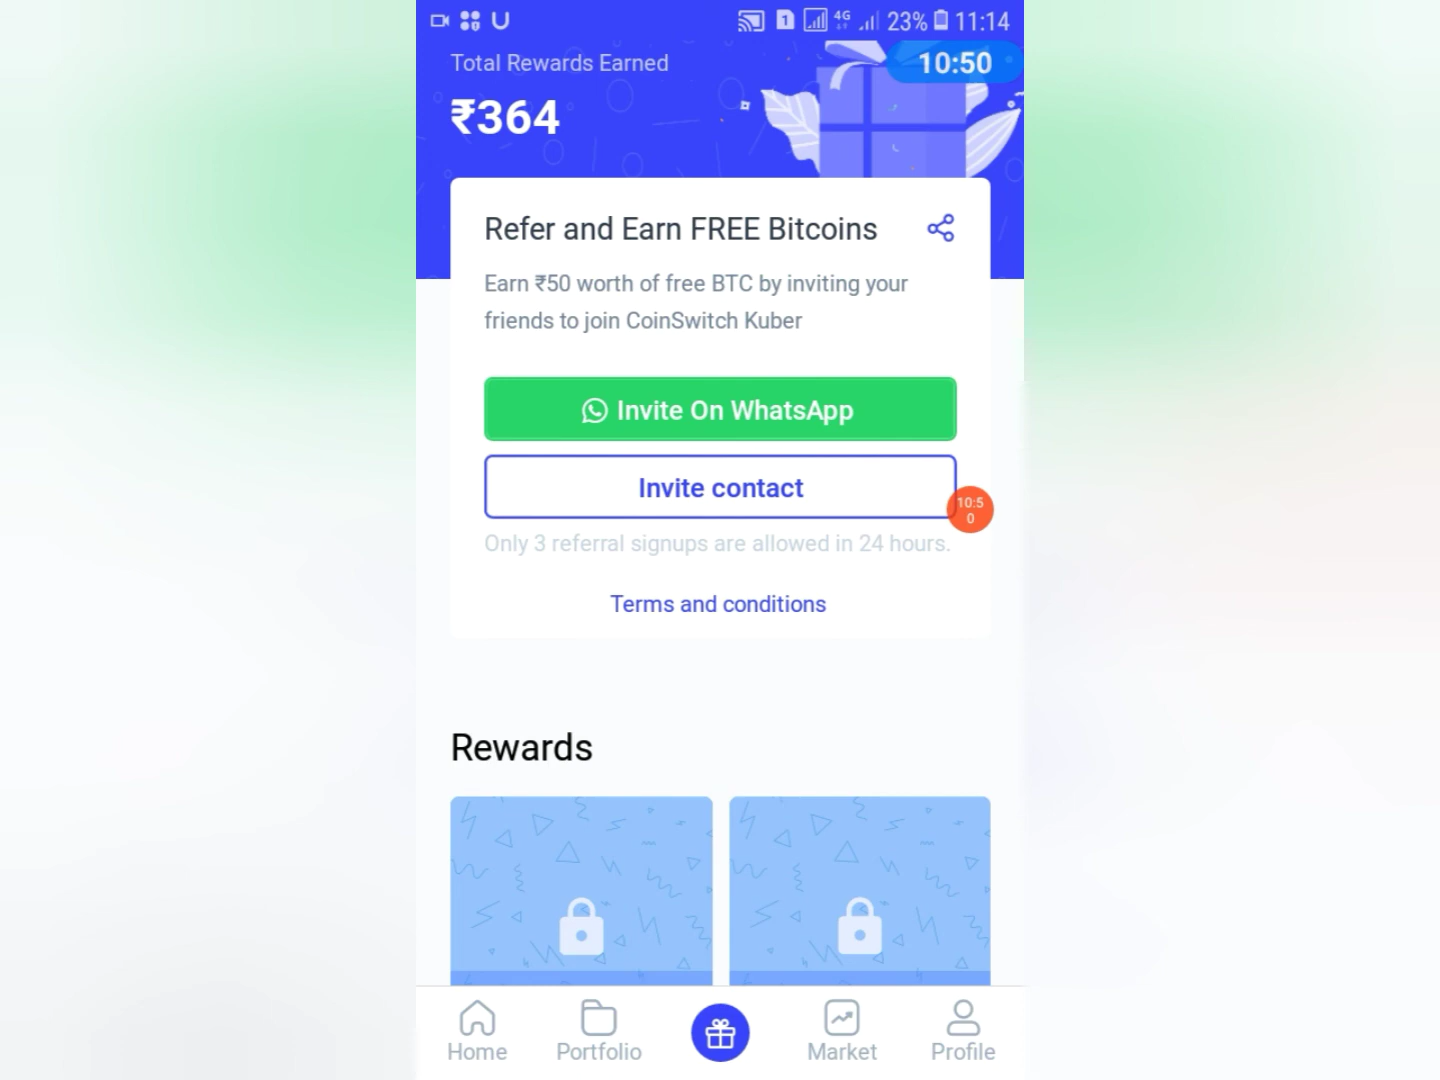 4G 23% 11:14
Total Rewards Earned
10:50
₹364
Refer and Earn FREE Bitcoins
Earn ₹50 worth of free BTC by inviting your
friends to join CoinSwitch Kuber
Invite On WhatsApp
Invite contact
10:5
0
Only 3 referral signups are allowed in 24 hours.
Terms and conditions
Rewards
Home Portfolio Market Profile